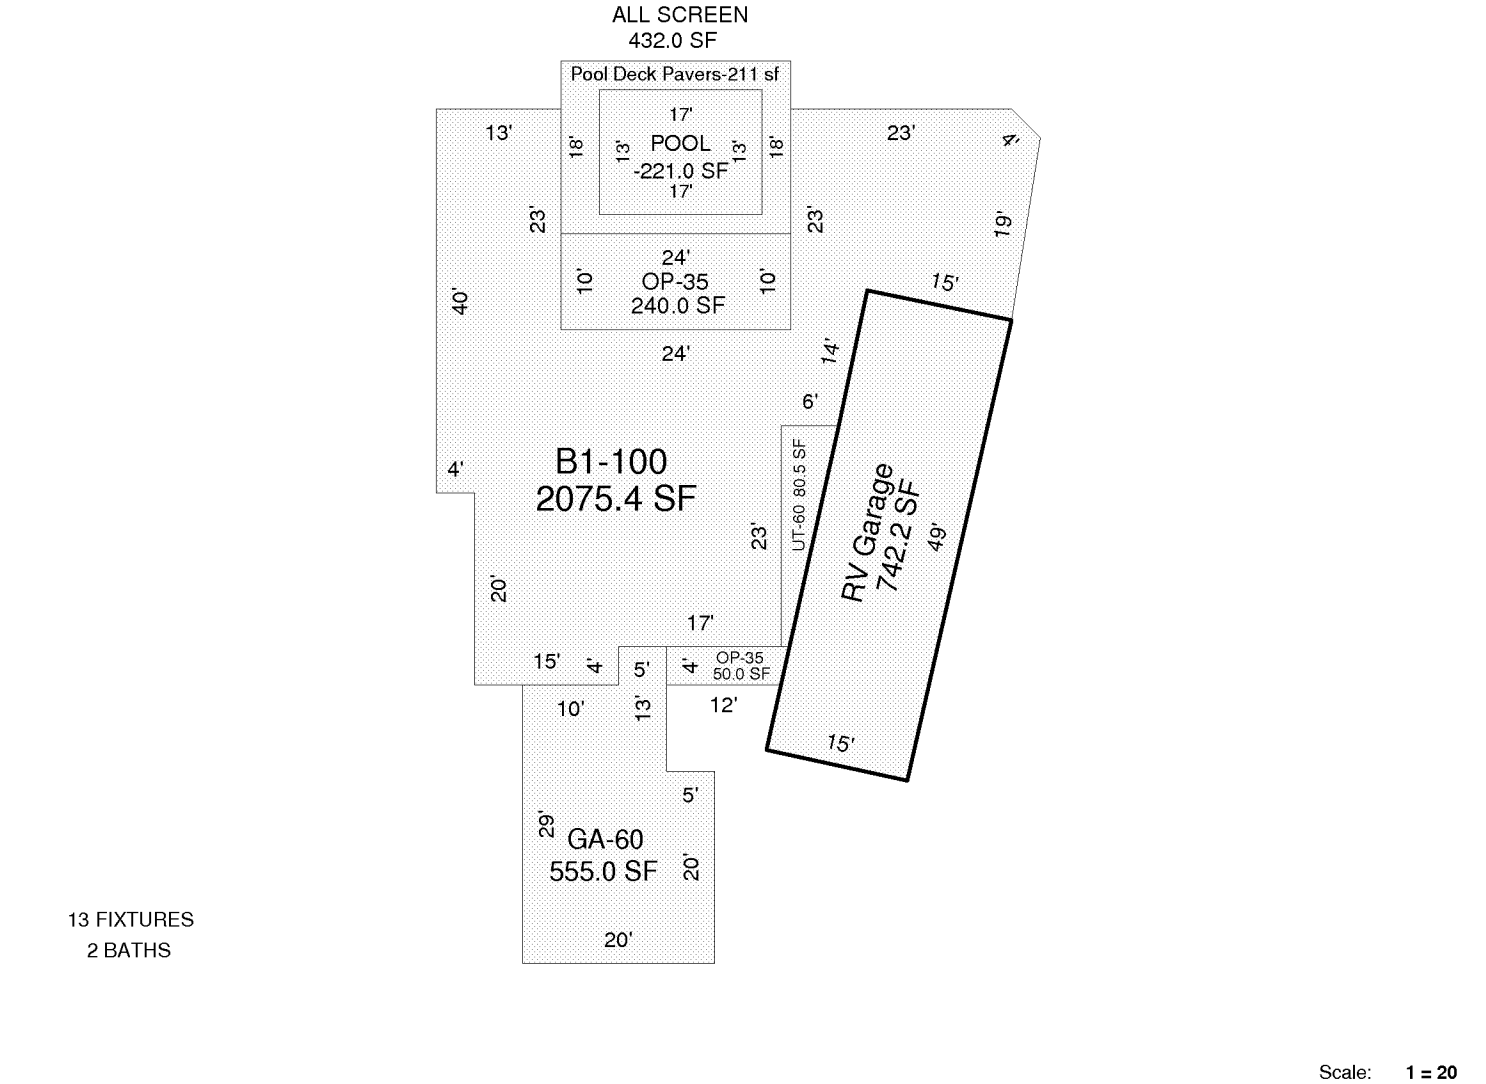 ALL SCREEN
432.0 SF
Pool Deck Pavers-211 sf
17'
18'
13'
POOL
13'
18'
-221.0 SF
17'
13'
23'
4'
23'
23'
19'
24'
10'
OP-35
10'
240.0 SF
15'
40'
24'
14'
6'
4'
B1-100
2075.4 SF
23'
UT-60 80.5 SF
RV Garage
742.2 SF
49'
20'
17'
15'
4'
5'
4'
OP-35
50.0 SF
10'
13'
12'
15'
5'
29'
GA-60
555.0 SF
20'
20'
13 FIXTURES
2 BATHS
Scale: 1 = 20